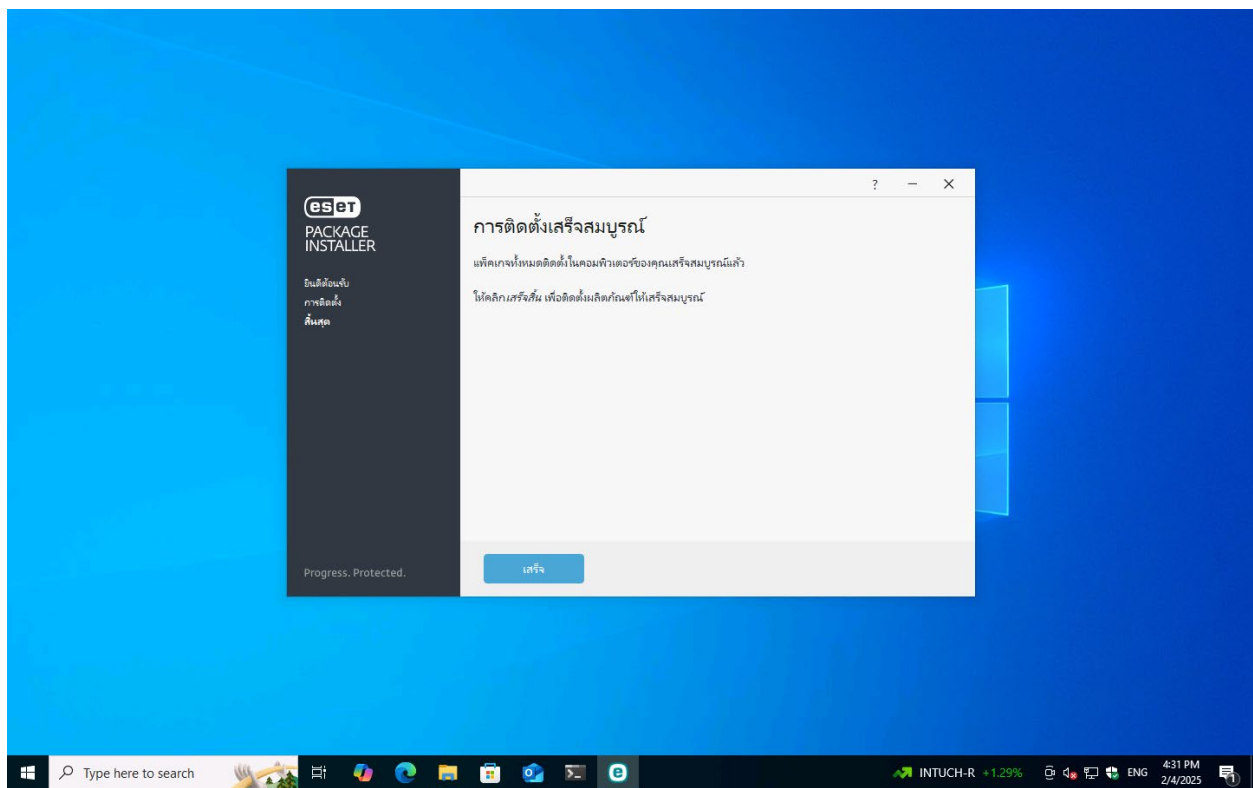 eset
PACKAGE
INSTALLER
ยินดีต้อนรับ
การติดตั้ง
สิ้นสุด
Progress. Protected.
?
การติดตั้งเสร็จสมบูรณ์
แพ็คเกจทั้งหมดติดตั้งในคอมพิวเตอร์ของคุณเสร็จสมบูรณ์แล้ว
ให้คลิกเสร็จสิ้น เพื่อติดตั้งผลิตภัณฑ์ให้เสร็จสมบูรณ์
เสร็จ
Type here to search
INTUCH-R +1.29%
ENG
4:31 PM
2/4/2025
1